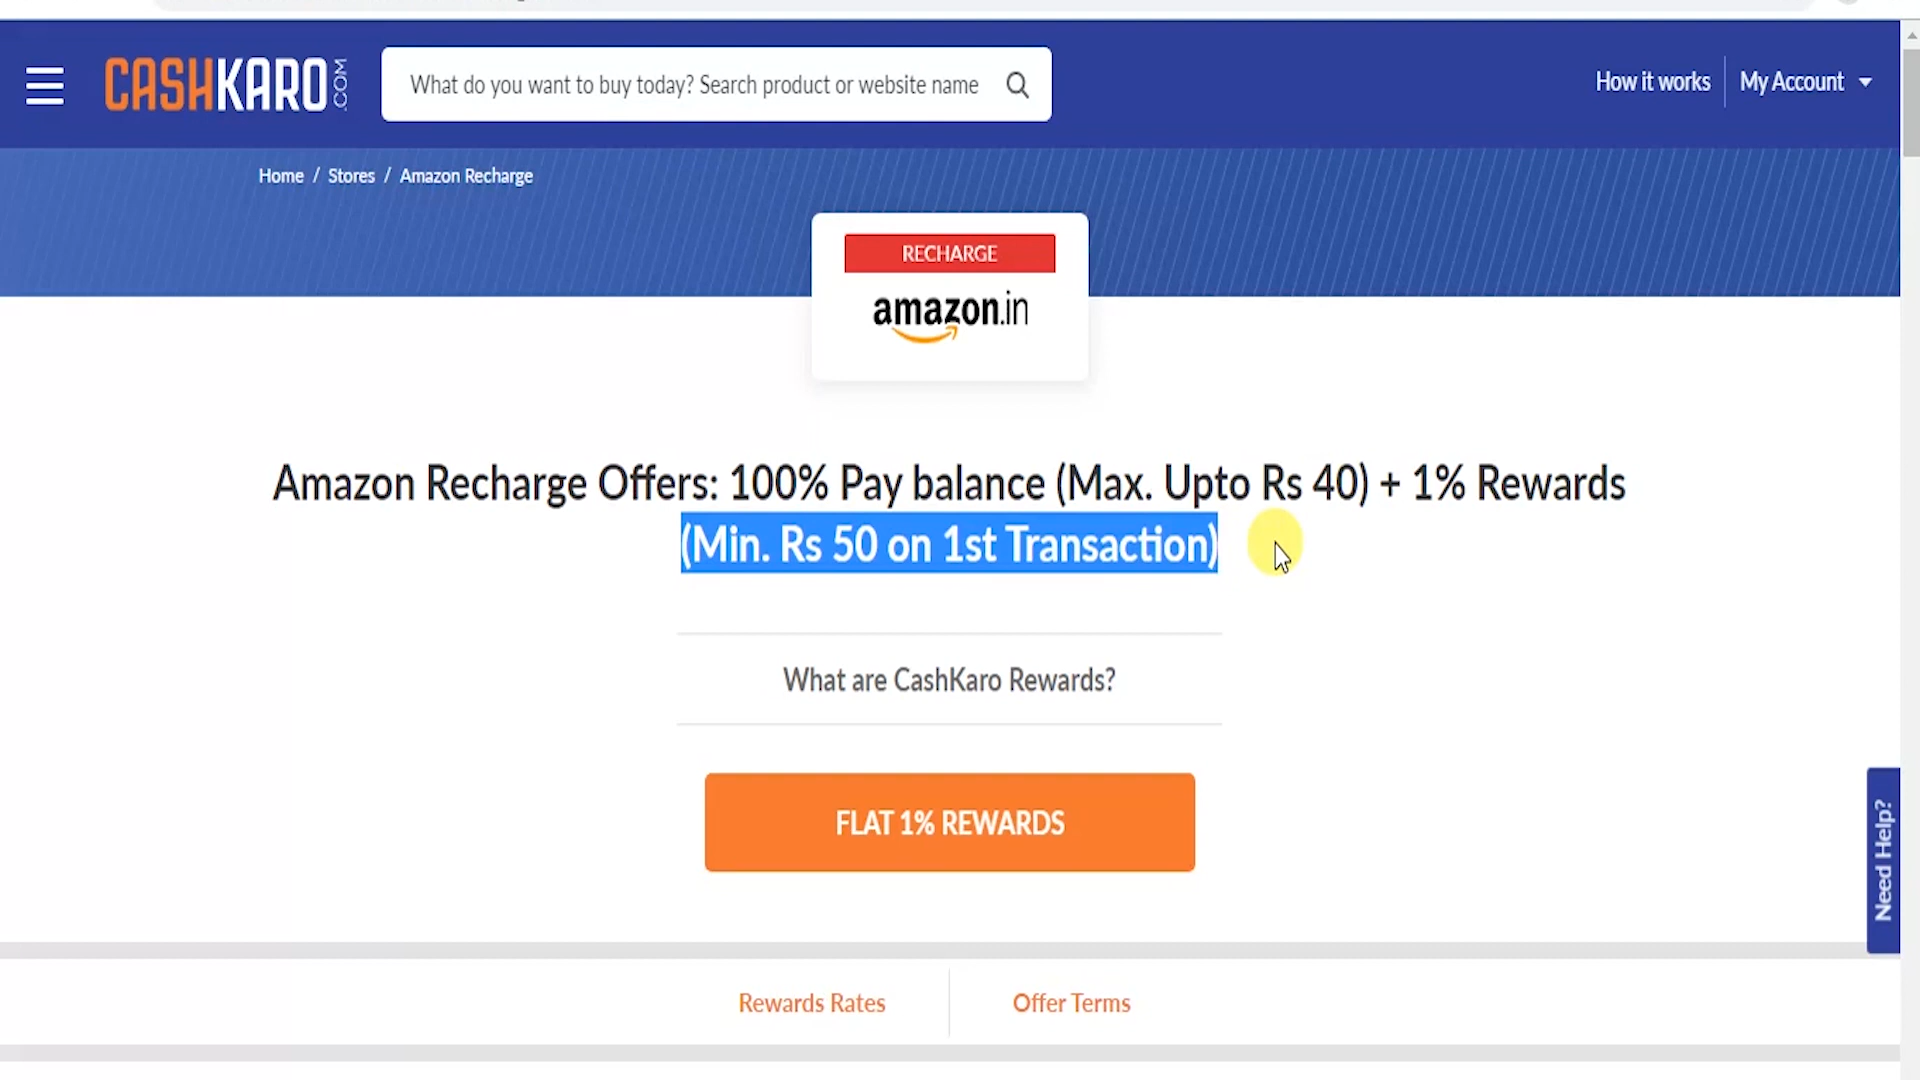 CASHKARO.COM
What do you want to buy today? Search product or website name
How it works
My Account
Home / Stores / Amazon Recharge
RECHARGE
amazon.in
Amazon Recharge Offers: 100% Pay balance (Max. Upto Rs 40) + 1% Rewards
(Min. Rs 50 on 1st Transaction)
What are CashKaro Rewards?
FLAT 1% REWARDS
Need Help?
Rewards Rates
Offer Terms